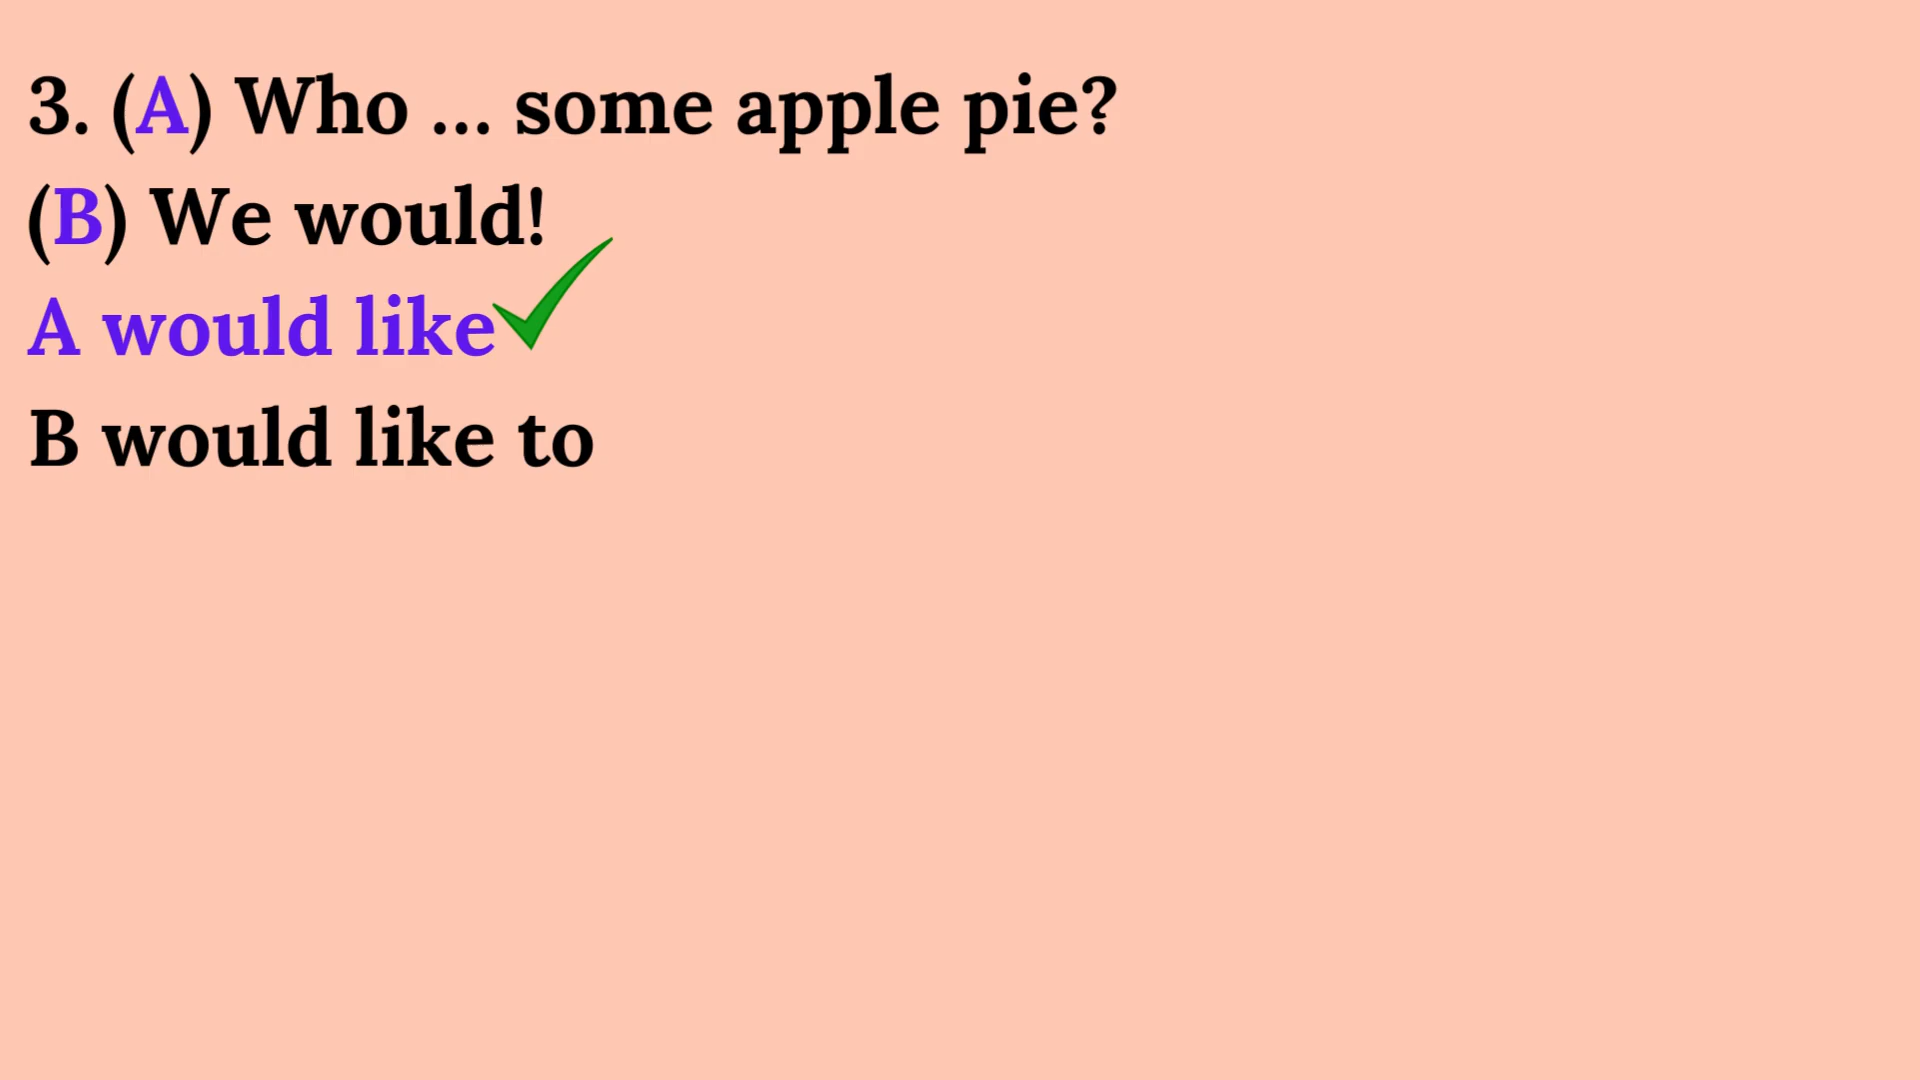 3. (A) Who ... some apple pie?
(B) We would!
A would like
B would like to